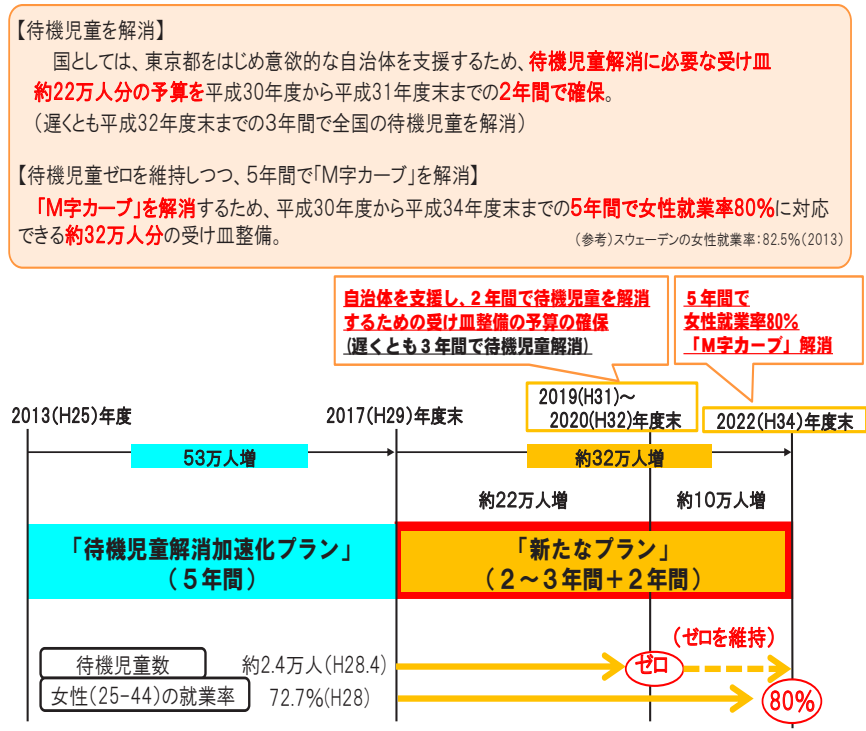 【待機児童を解消】
国としては、東京都をはじめ意欲的な自治体を支援するため、待機児童解消に必要な受け皿
約22万人分の予算を平成30年度から平成31年度末までの2年間で確保。
（遅くとも平成32年度末までの3年間で全国の待機児童を解消）
【待機児童ゼロを維持しつつ、5年間で「M字カーブ」を解消】
「M字カーブ」を解消するため、平成30年度から平成34年度末までの5年間で女性就業率80%に対応
できる約32万人分の受け皿整備。
（参考）スウェーデンの女性就業率：82.5%（2013）
自治体を支援し、２年間で待機児童を解消
するための受け皿整備の予算の確保
（遅くとも３年間で待機児童解消）
５年間で
女性就業率80%
「M字カーブ」解消
2013(H25)年度
2017(H29)年度末
2019(H31)～
2020(H32)年度末
2022(H34)年度末
53万人増
約32万人増
約22万人増
約10万人増
「待機児童解消加速化プラン」
（５年間）
「新たなプラン」
（２～３年間＋２年間）
（ゼロを維持）
待機児童数
約2.4万人(H28.4)
ゼロ
女性(25-44)の就業率
72.7%(H28)
80%